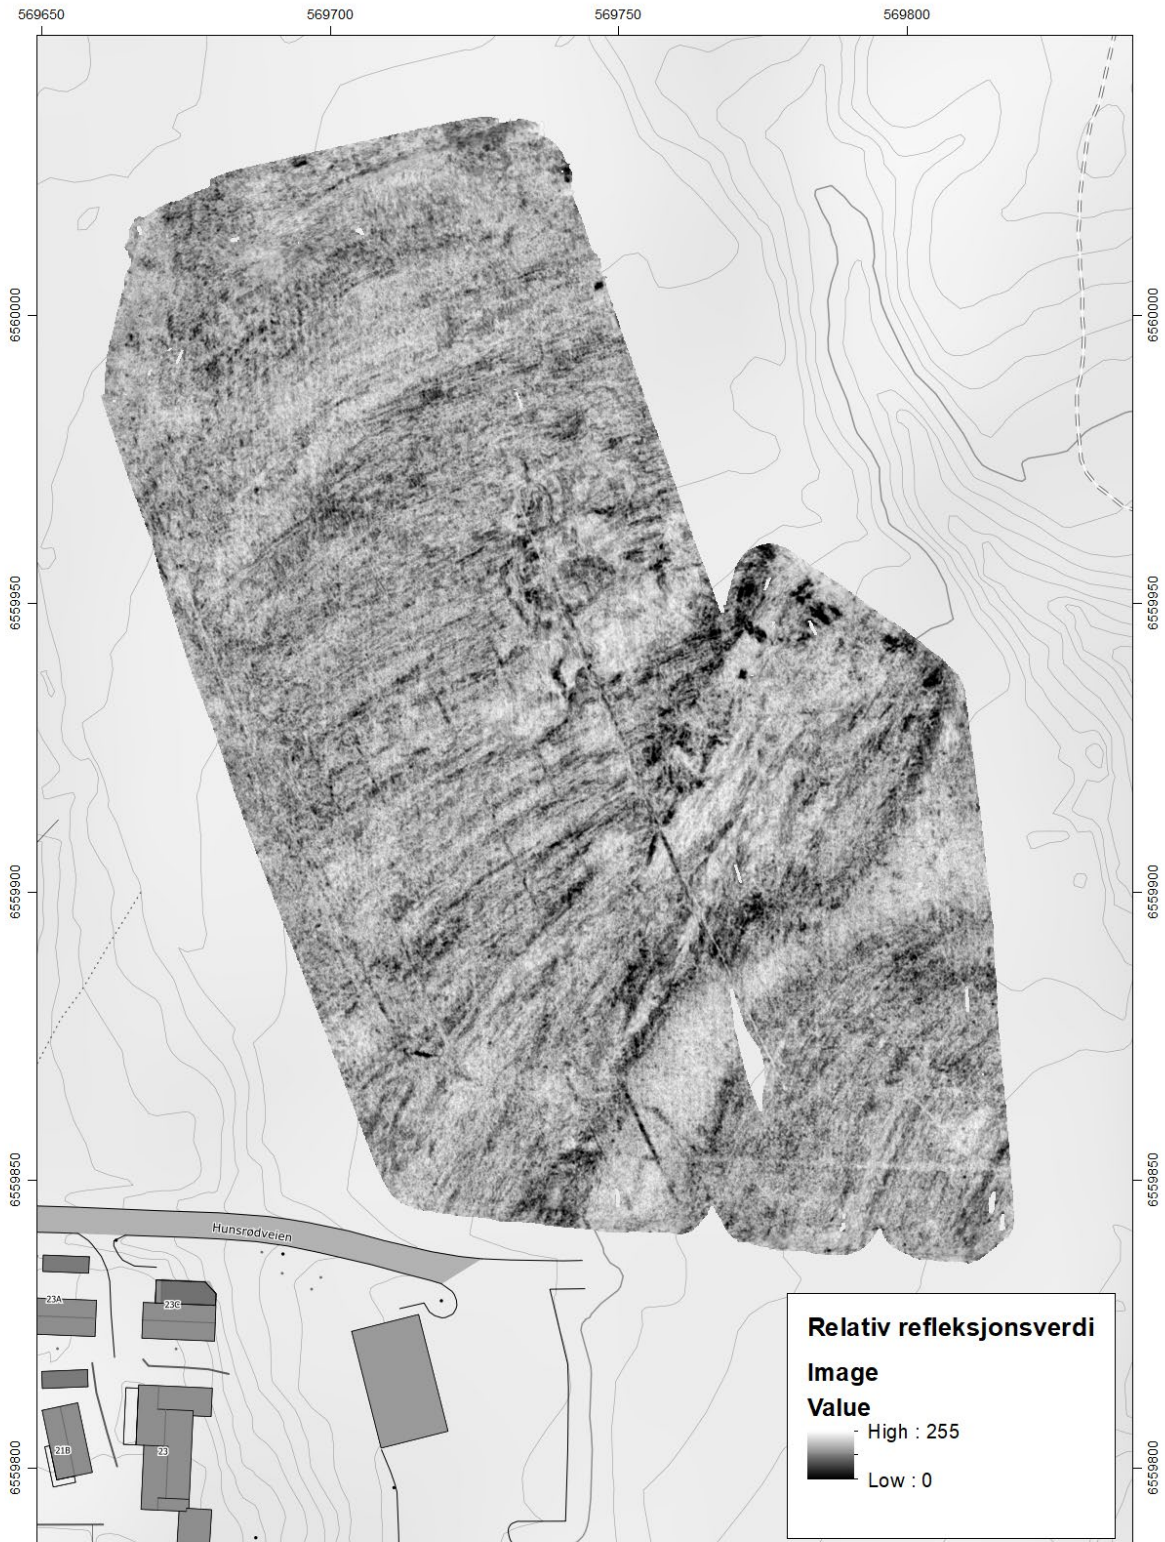 569650 569700 569750 569800
6560000 6560000
6559950 6559950
6559900 6559900
6559850 6559850
Hunsrødveien
23A
23C
21B
23
6559800 6559800
Relativ refleksjonsverdi
Image
Value
High : 255
Low : 0